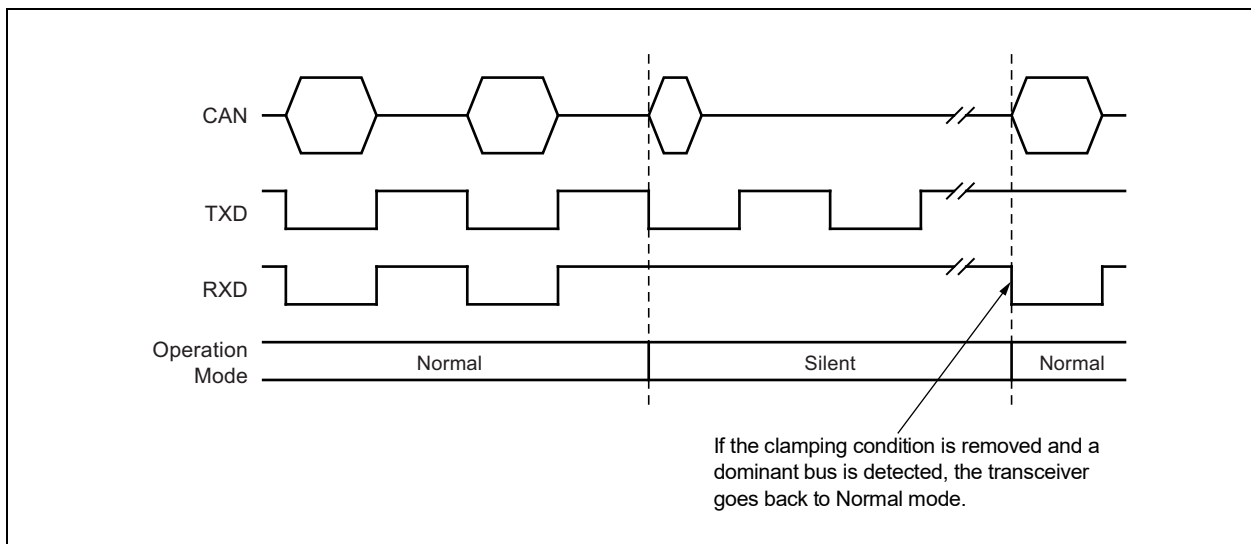 CAN
TXD
RXD
Operation
Mode
Normal
Silent
Normal
If the clamping condition is removed and a
dominant bus is detected, the transceiver
goes back to Normal mode.